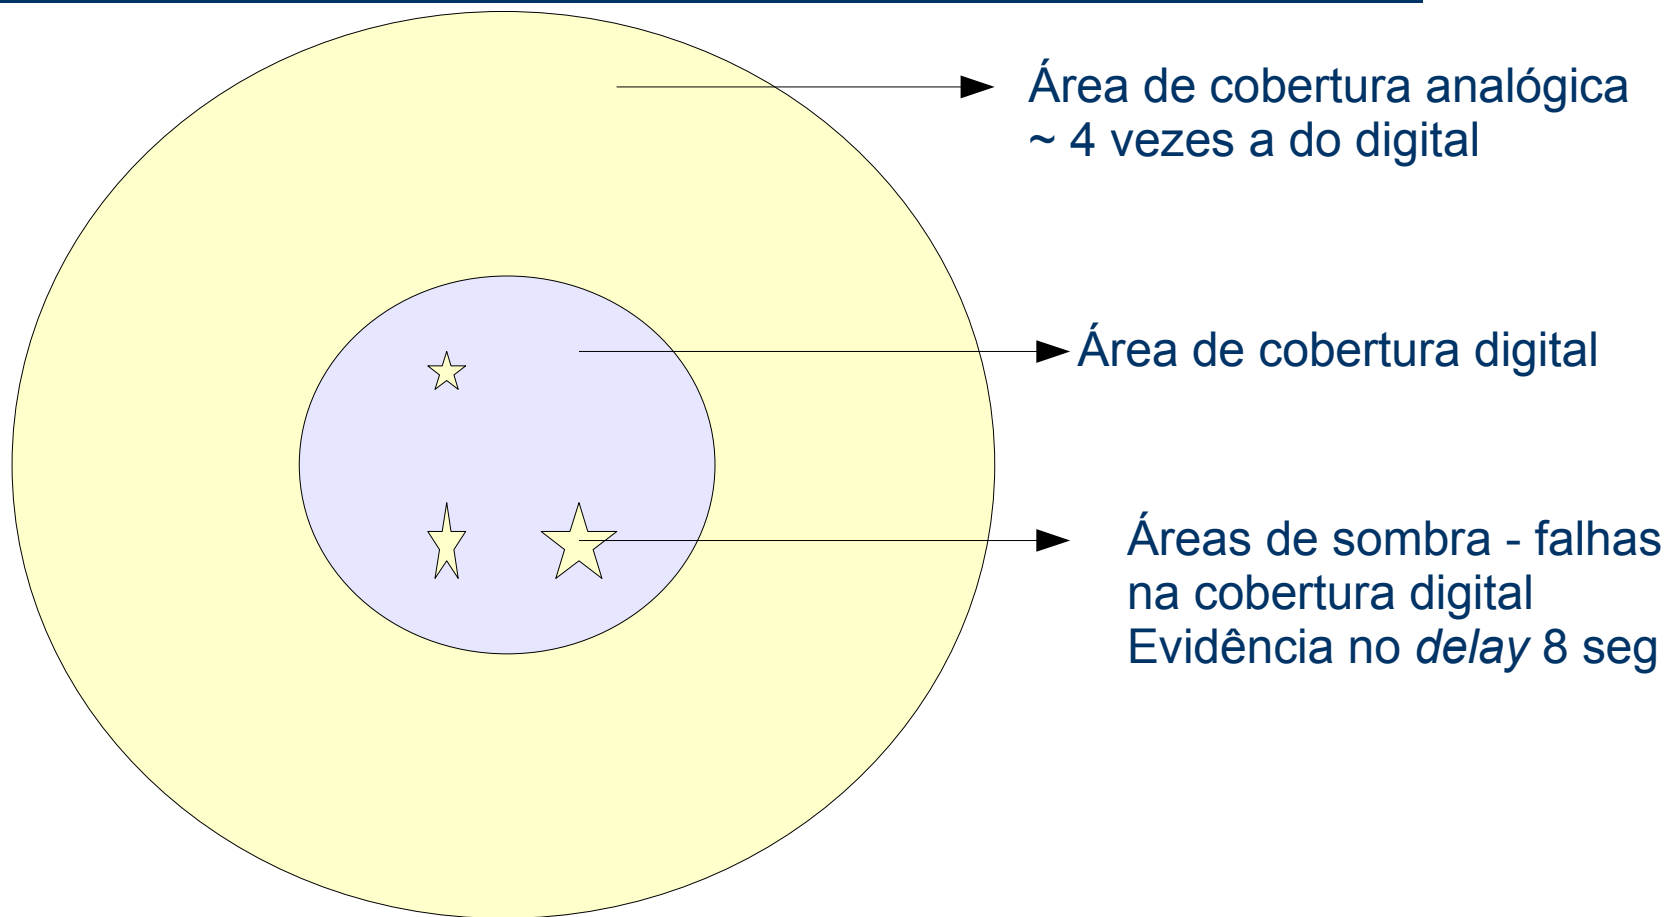 Área de cobertura analógica
~ 4 vezes a do digital
Área de cobertura digital
Áreas de sombra - falhas
na cobertura digital
Evidência no delay 8 seg